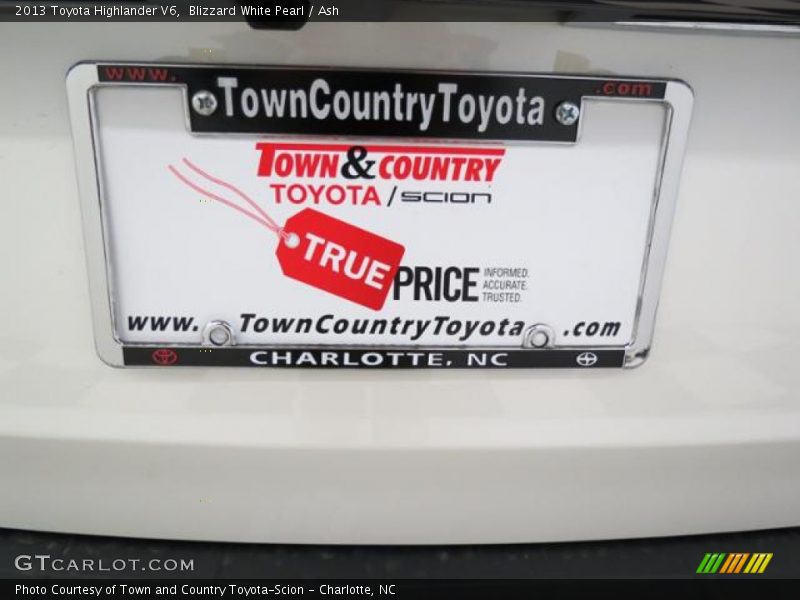 2013 Toyota Highlander V6,  Blizzard White Pearl / Ash
www. .com
TownCountryToyota
TOWN & COUNTRY
TOYOTA / SCION
TRUE PRICE INFORMED.
ACCURATE.
TRUSTED.
www. TownCountryToyota .com
CHARLOTTE, NC
GTCARLOT.COM
Photo Courtesy of Town and Country Toyota-Scion - Charlotte, NC